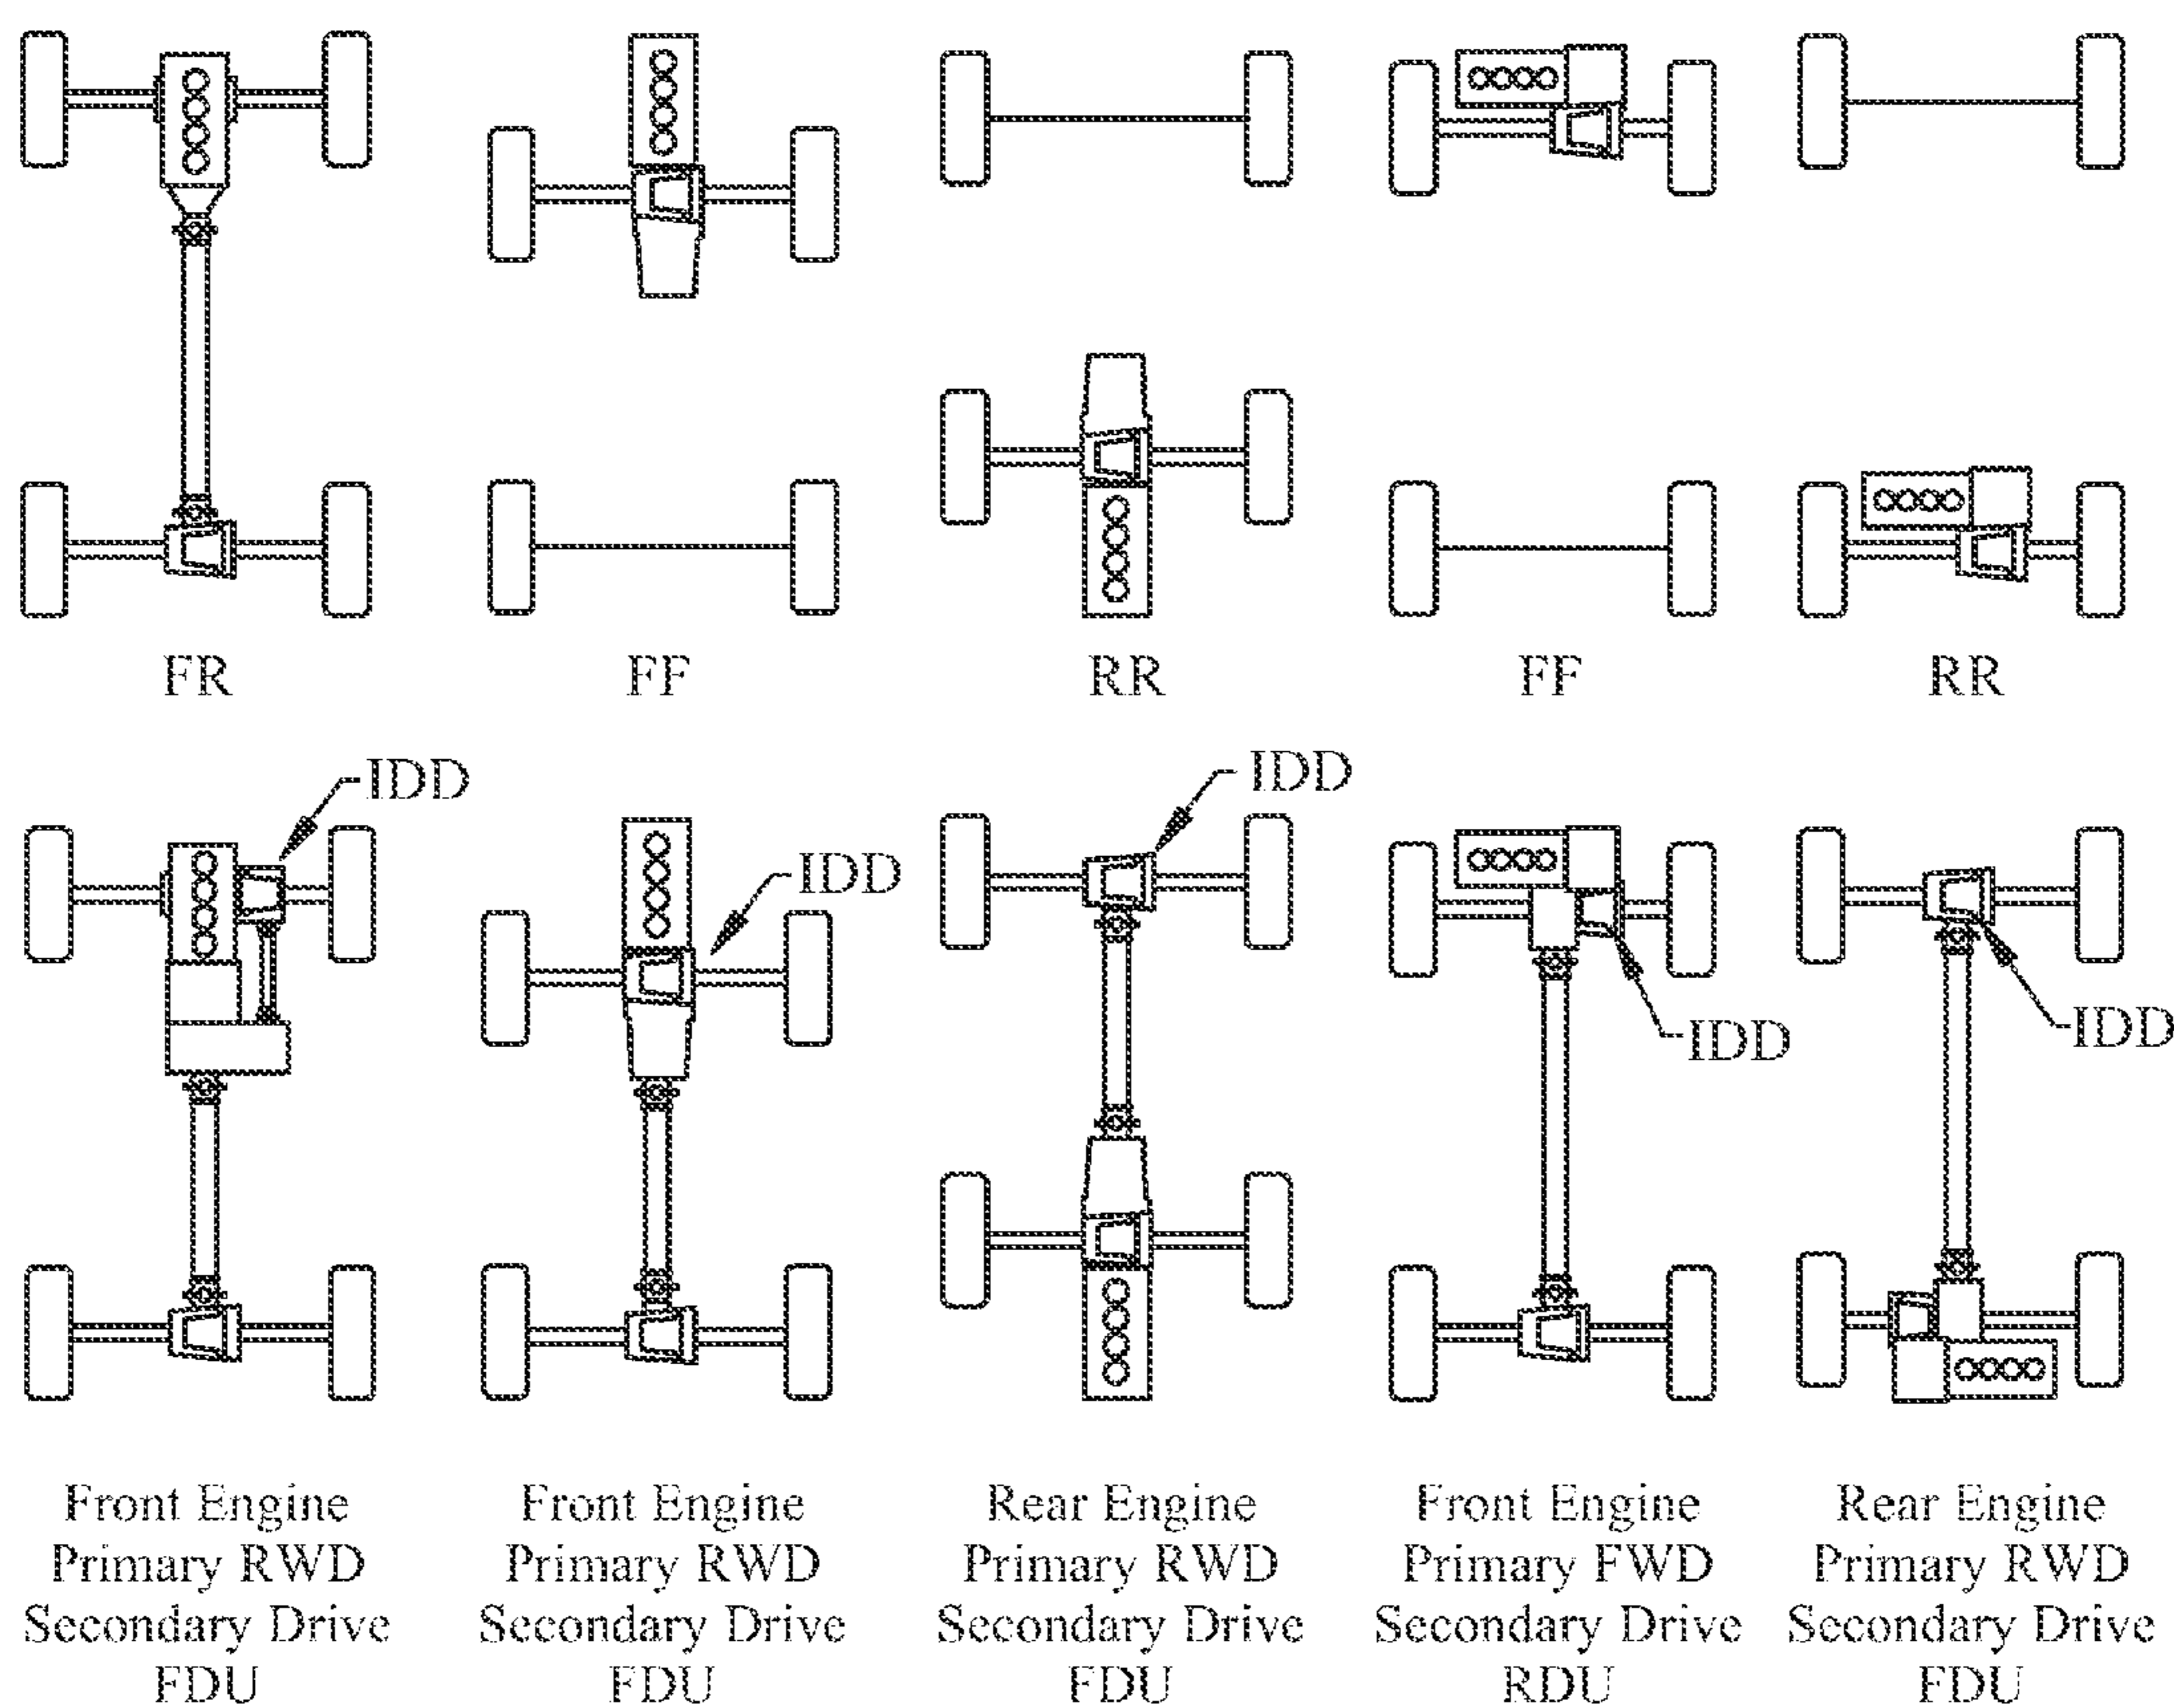 FR
FF
RR
FF
RR
IDD
IDD
IDD
IDD
IDD
Front Engine
Primary RWD
Secondary Drive
FDU
Front Engine
Primary RWD
Secondary Drive
FDU
Rear Engine
Primary RWD
Secondary Drive
FDU
Front Engine
Primary FWD
Secondary Drive
RDU
Rear Engine
Primary RWD
Secondary Drive
FDU